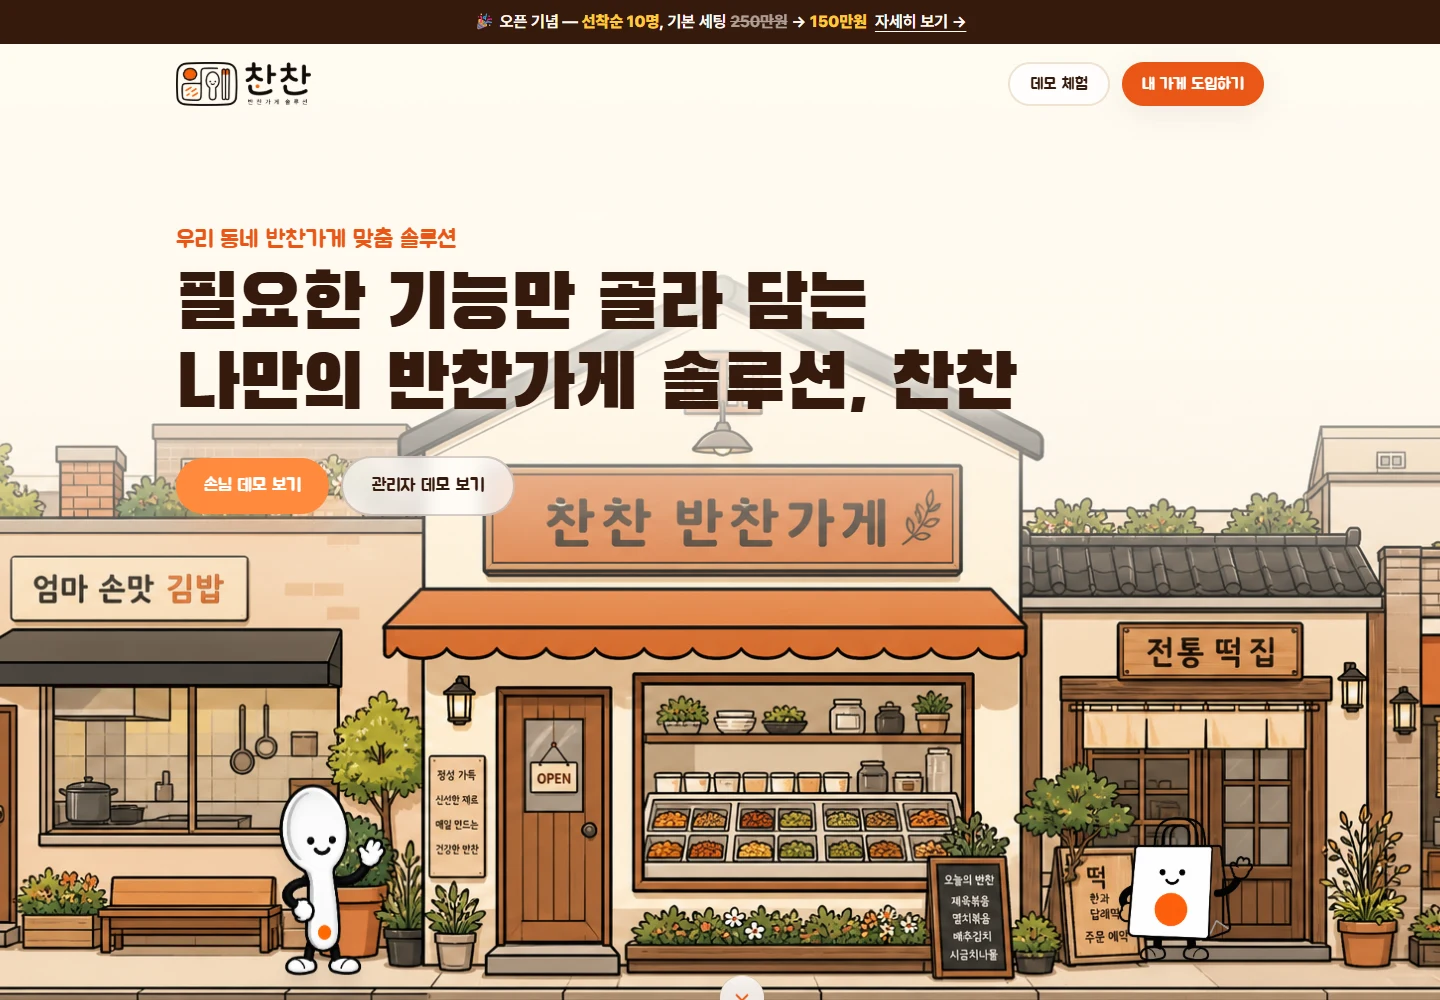 🎉 오픈 기념 — 선착순 10명, 기본 세팅 250만원 → 150만원 자세히 보기 →
찬찬
반찬가게 솔루션
데모 체험
내 가게 도입하기
우리 동네 반찬가게 맞춤 솔루션
필요한 기능만 골라 담는
나만의 반찬가게 솔루션, 찬찬
손님 데모 보기
관리자 데모 보기
찬찬 반찬가게
엄마 손맛 김밥
전통 떡집
OPEN
정성 가득
신선한 재료
매일 만드는
건강한 반찬
오늘의 반찬
제육볶음
멸치볶음
배추김치
시금치나물
떡
한과
답례떡
주문 예약